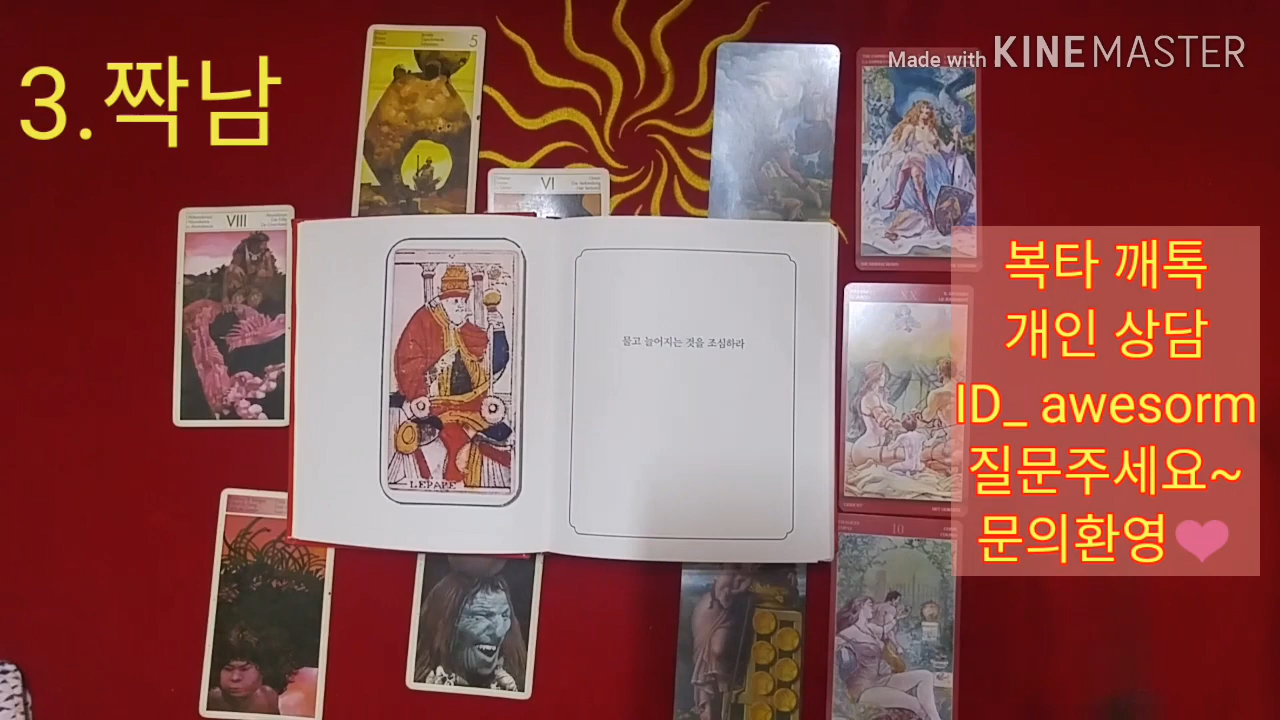 Made with KINEMASTER
3.짝남
5
VI
VIII
XX
10
복타 깨톡
개인 상담
ID_ awesorm
질문주세요~
문의환영
물고 늘어지는 것을 조심하라
LEPAPE